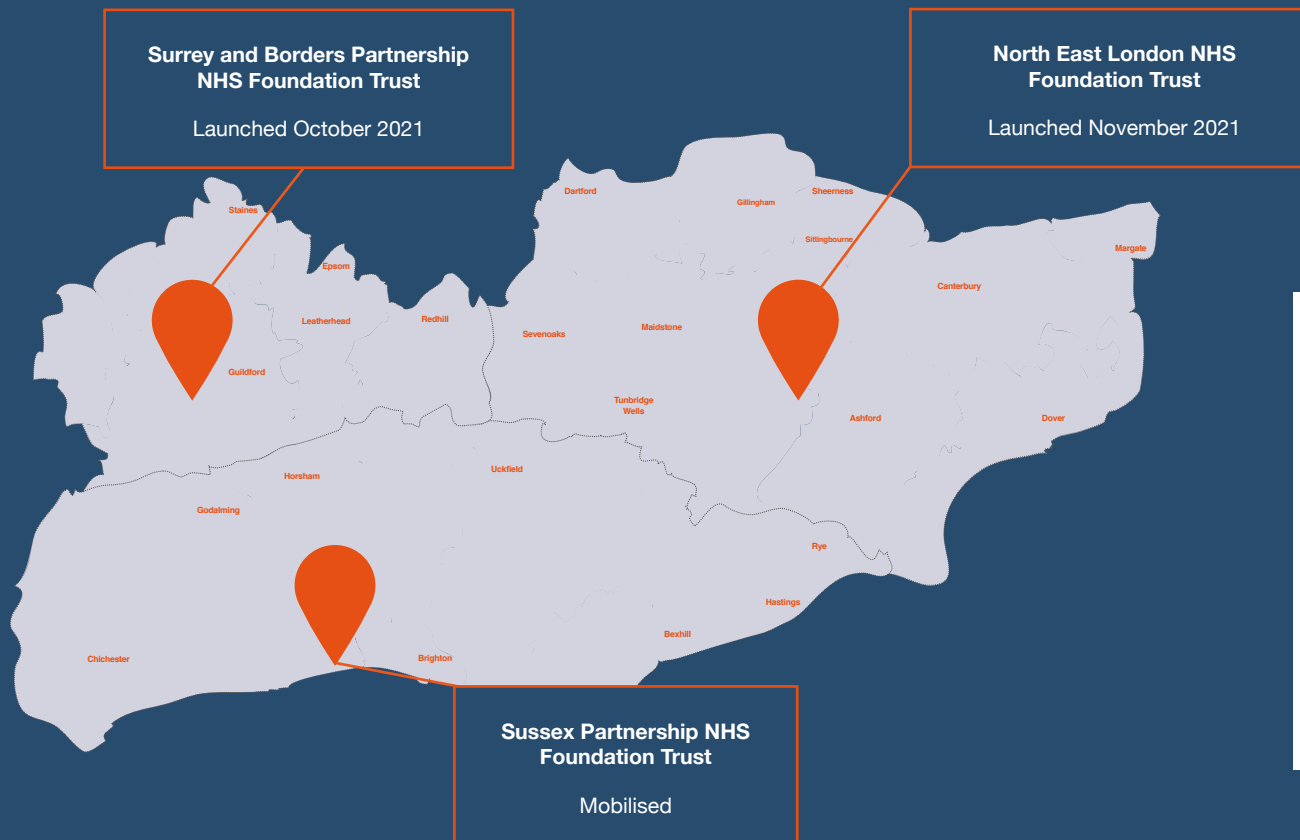 Surrey and Borders Partnership
NHS Foundation Trust
Launched October 2021
North East London NHS
Foundation Trust
Launched November 2021
Staines
Epsom
Leatherhead
Redhill
Guildford
Dartford
Gillingham
Sheerness
Sittingbourne
Margate
Canterbury
Sevenoaks
Maidstone
Tunbridge
Wells
Ashford
Dover
Horsham
Uckfield
Godalming
Rye
Hastings
Bexhill
Chichester
Brighton
Sussex Partnership NHS
Foundation Trust
Mobilised